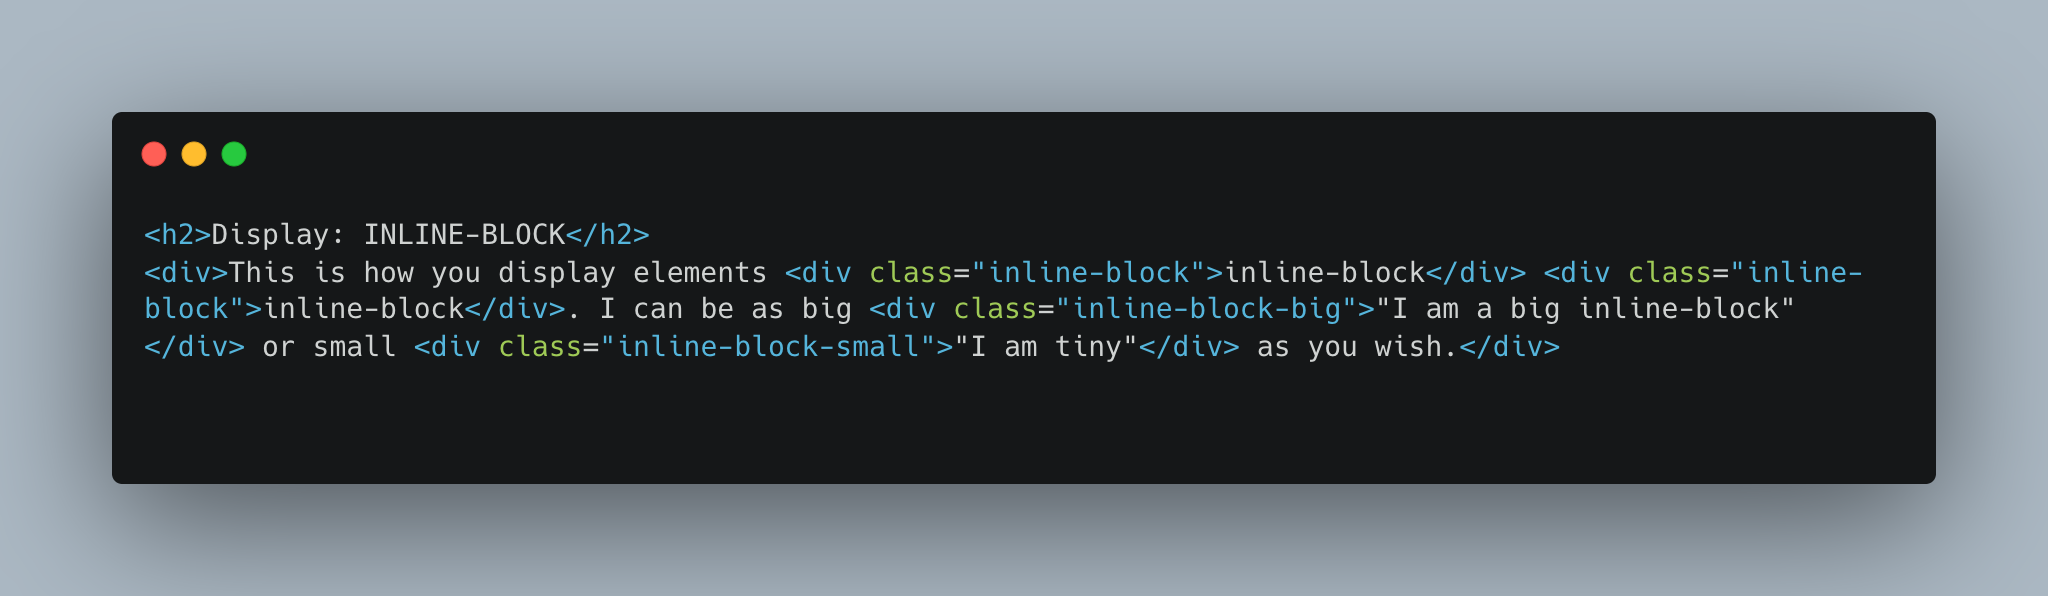 <h2>Display: INLINE-BLOCK</h2>
<div>This is how you display elements <div class="inline-block">inline-block</div> <div class="inline-
block">inline-block</div>. I can be as big <div class="inline-block-big">"I am a big inline-block"
</div> or small <div class="inline-block-small">"I am tiny"</div> as you wish.</div>